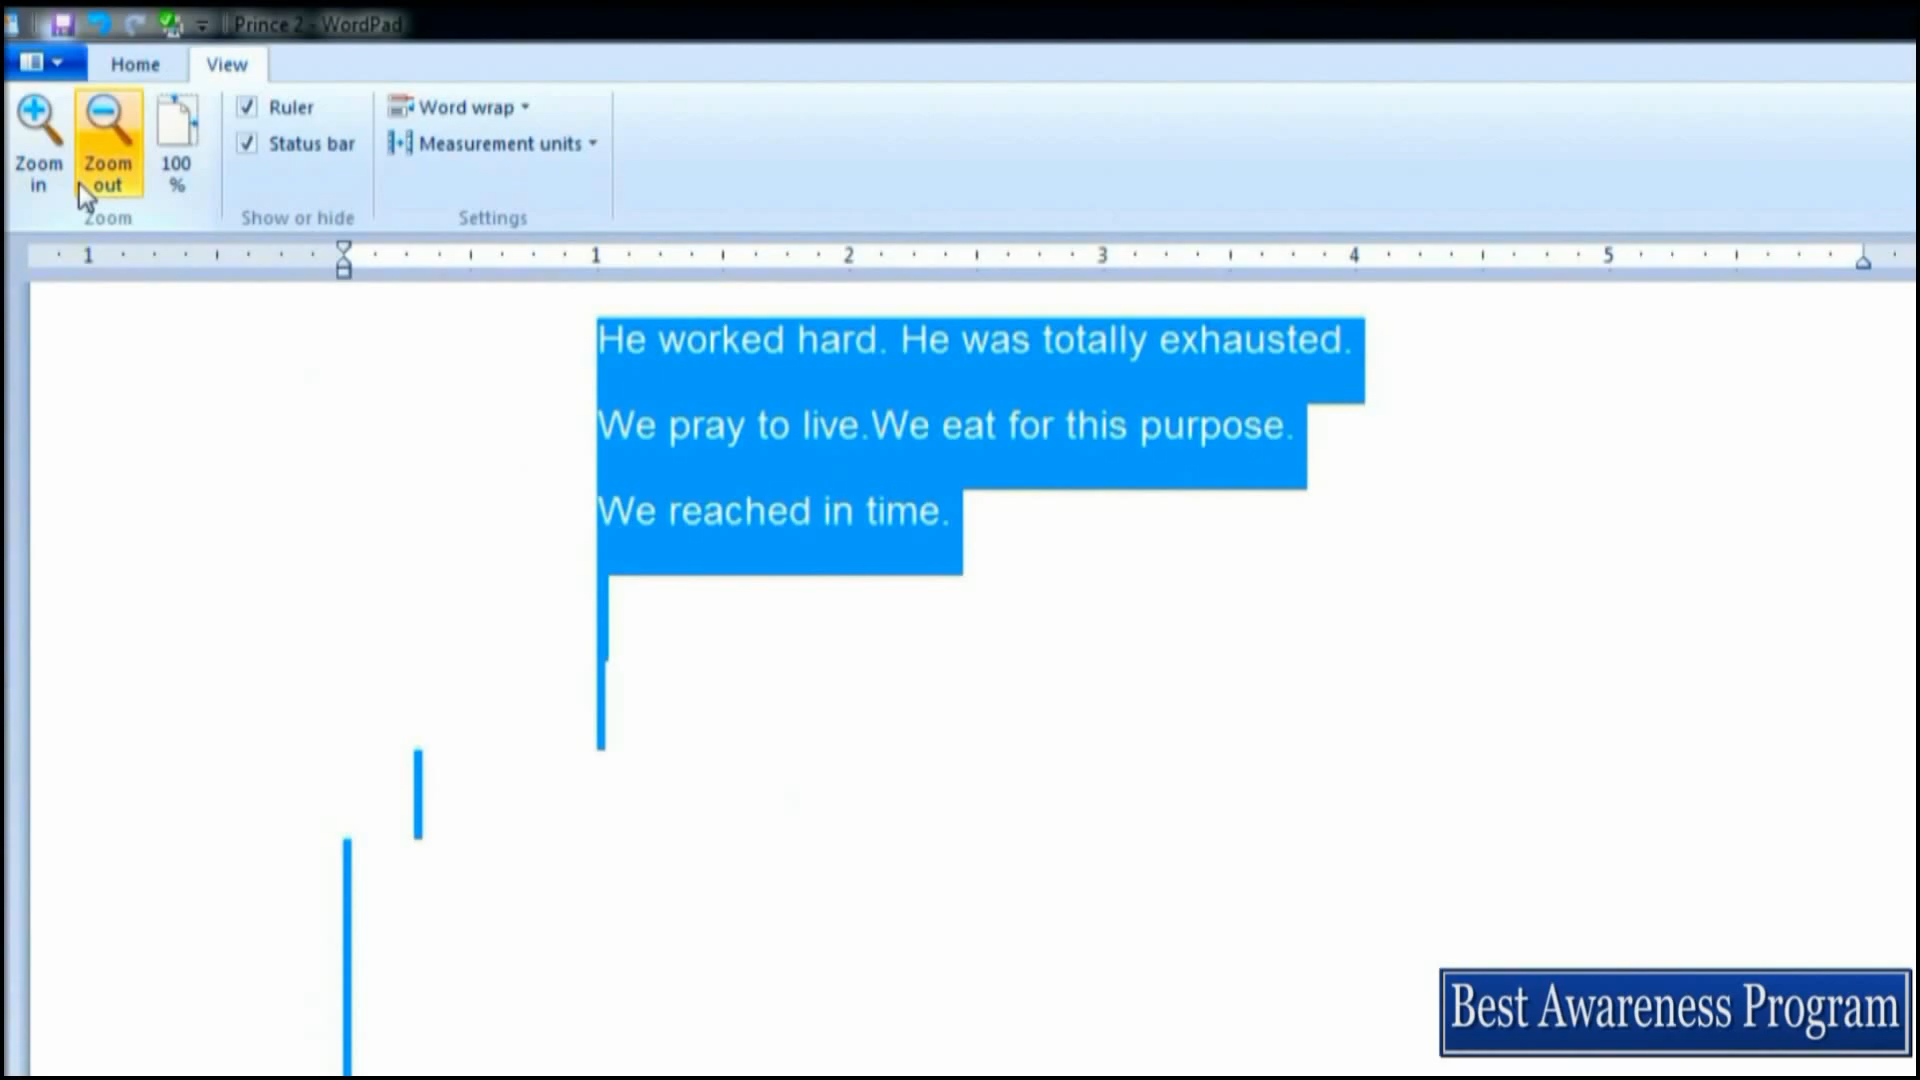 Prince 2 - WordPad
Home View
Zoom in
Zoom out
100 %
Zoom
Ruler
Status bar
Show or hide
Word wrap
Measurement units
Settings
1 1 2 3 4 5
He worked hard. He was totally exhausted.
We pray to live.We eat for this purpose.
We reached in time.
Best Awareness Program